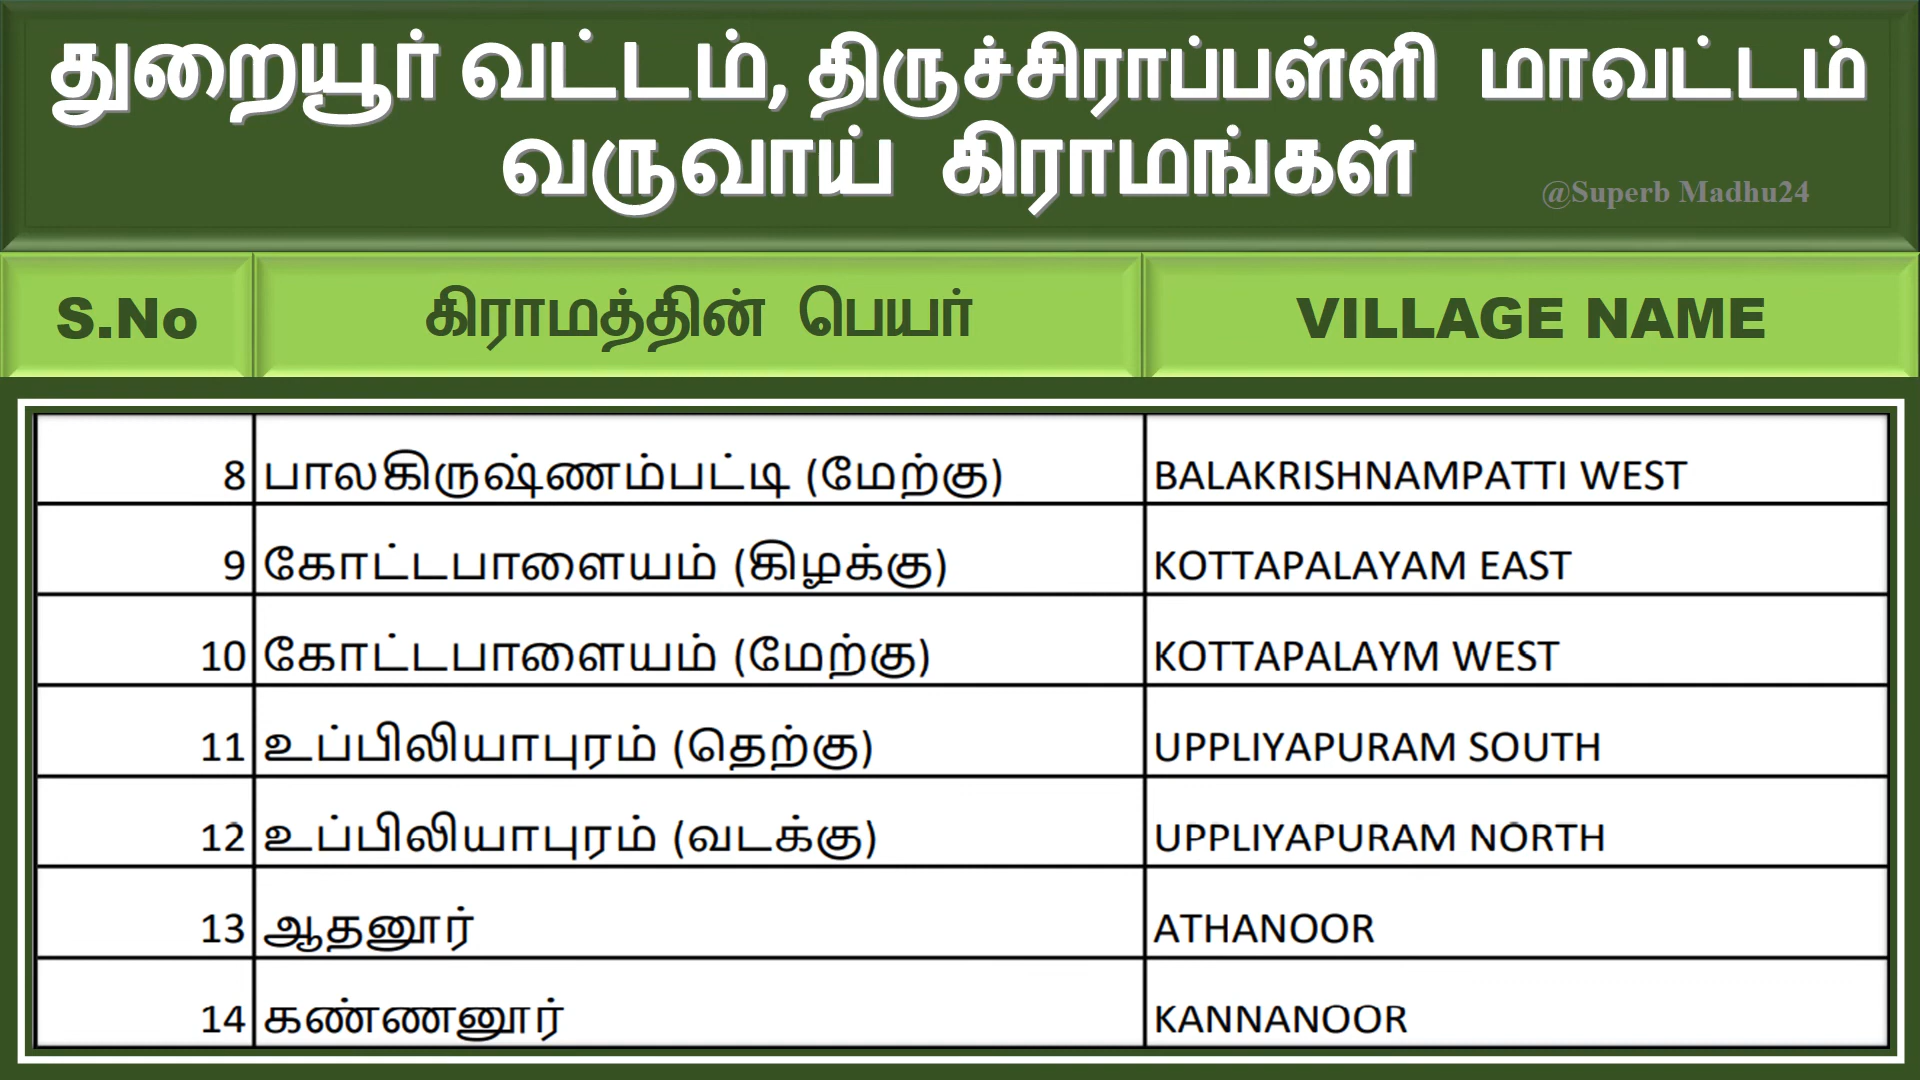 துறையூர் வட்டம், திருச்சிராப்பள்ளி மாவட்டம்
வருவாய் கிராமங்கள்
@Superb Madhu24
S.No கிராமத்தின் பெயர் VILLAGE NAME
8 பாலகிருஷ்ணம்பட்டி (மேற்கு) BALAKRISHNAMPATTI WEST
9 கோட்டபாளையம் (கிழக்கு) KOTTAPALAYAM EAST
10 கோட்டபாளையம் (மேற்கு) KOTTAPALAYM WEST
11 உப்பிலியாபுரம் (தெற்கு) UPPLIYAPURAM SOUTH
12 உப்பிலியாபுரம் (வடக்கு) UPPLIYAPURAM NORTH
13 ஆதனூர் ATHANOOR
14 கண்ணனூர் KANNANOOR